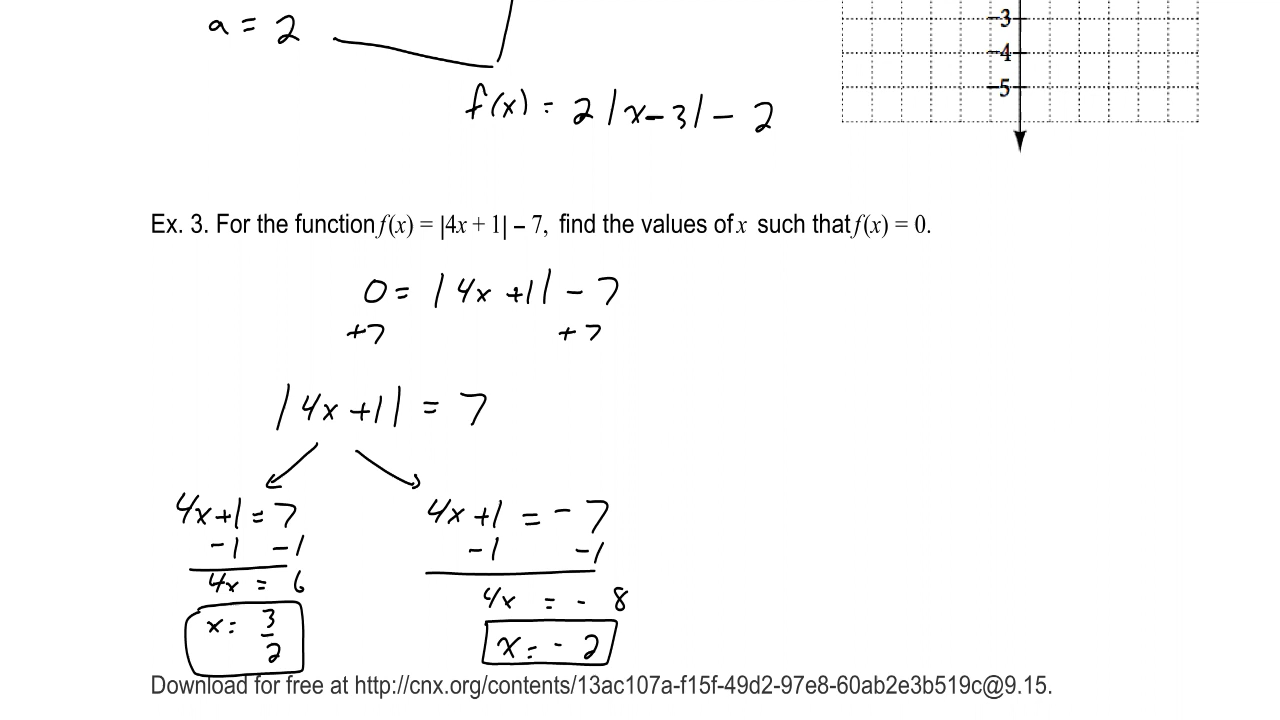 a = 2
-3
-4
-5
f(x) = 2|x-3| - 2
Ex. 3. For the function f(x) = |4x + 1| – 7, find the values of x such that f(x) = 0.
0 = |4x+1| - 7
+7 +7
|4x+1| = 7
4x+1=7 4x+1 = -7
-1 -1 -1 -1
4x = 6 4x = -8
x= 3/2 x= -2
Download for free at http://cnx.org/contents/13ac107a-f15f-49d2-97e8-60ab2e3b519c@9.15.